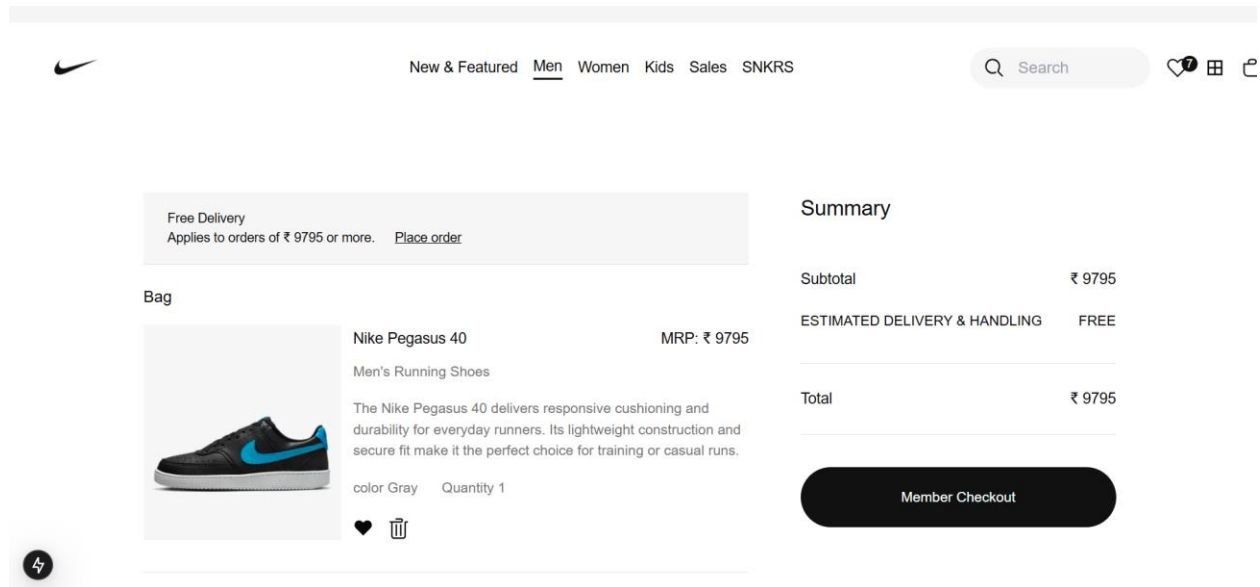 New & Featured Men Women Kids Sales SNKRS
Search
7
Free Delivery
Applies to orders of ₹ 9795 or more. Place order
Bag
Nike Pegasus 40 MRP: ₹ 9795
Men's Running Shoes
The Nike Pegasus 40 delivers responsive cushioning and
durability for everyday runners. Its lightweight construction and
secure fit make it the perfect choice for training or casual runs.
color Gray Quantity 1
Summary
Subtotal ₹ 9795
ESTIMATED DELIVERY & HANDLING FREE
Total ₹ 9795
Member Checkout